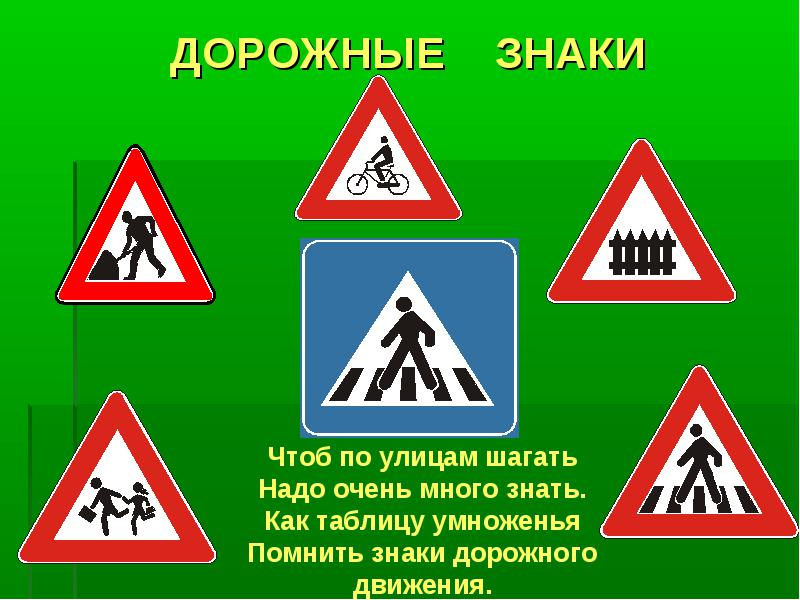 ДОРОЖНЫЕ ЗНАКИ
Чтоб по улицам шагать
Надо очень много знать.
Как таблицу умноженья
Помнить знаки дорожного
движения.